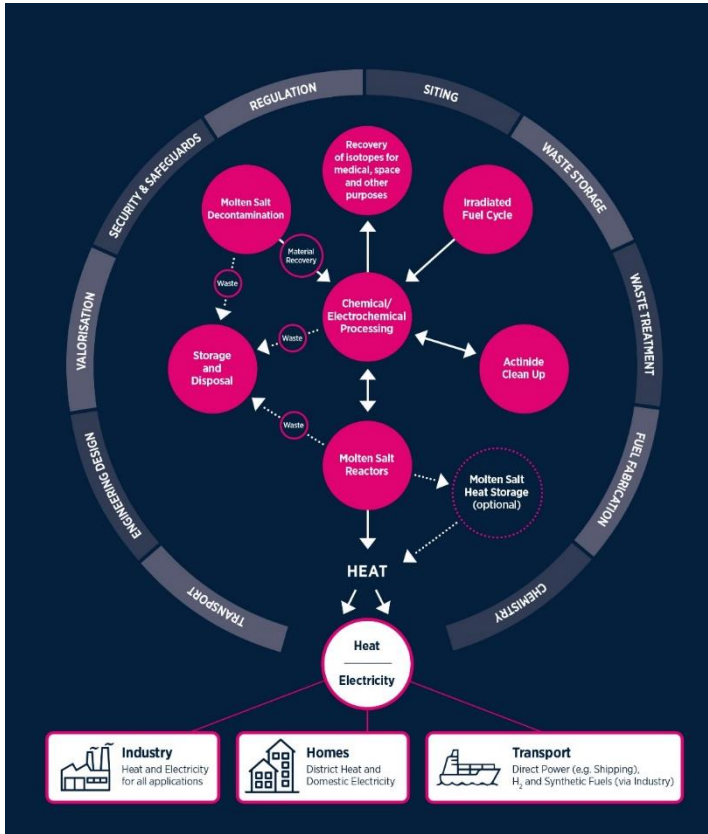 REGULATION
SITING
SECURITY & SAFEGUARDS
WASTE STORAGE
VALORISATION
WASTE TREATMENT
ENGINEERING DESIGN
FUEL FABRICATION
TRANSPORT
CHEMISTRY
Recovery
of isotopes for
medical, space
and other
purposes
Molten Salt
Decontamination
Irradiated
Fuel Cycle
Material
Recovery
Waste
Chemical/
Electrochemical
Processing
Waste
Storage
and
Disposal
Actinide
Clean Up
Waste
Molten Salt
Reactors
Molten Salt
Heat Storage
(optional)
HEAT
Heat
Electricity
Industry
Heat and Electricity
for all applications
Homes
District Heat and
Domestic Electricity
Transport
Direct Power (e.g. Shipping),
H₂ and Synthetic Fuels (via Industry)